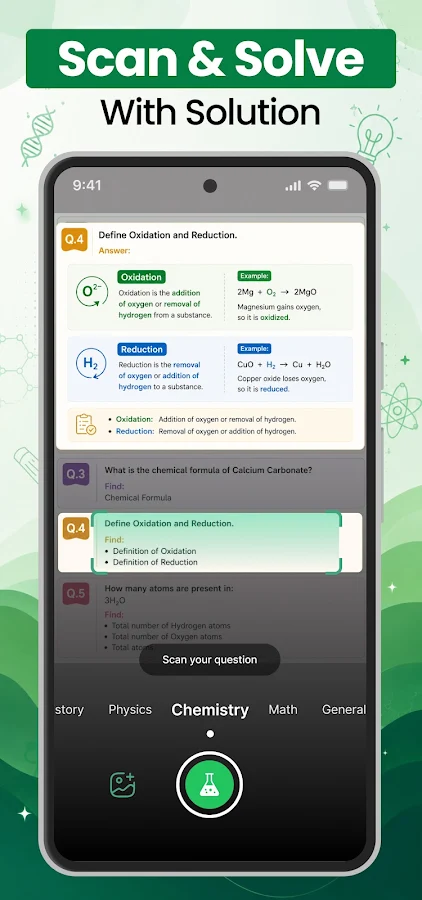 Scan & Solve
With Solution
9:41
Q.4
Define Oxidation and Reduction.
Answer:
O²⁻
Oxidation
Oxidation is the addition
of oxygen or removal of
hydrogen from a substance.
Example:
2Mg + O₂ → 2MgO
Magnesium gains oxygen,
so it is oxidized.
H₂
Reduction
Reduction is the removal
of oxygen or addition of
hydrogen to a substance.
Example:
CuO + H₂ → Cu + H₂O
Copper oxide loses oxygen,
so it is reduced.
• Oxidation: Addition of oxygen or removal of hydrogen.
• Reduction: Removal of oxygen or addition of hydrogen.
Q.3
What is the chemical formula of Calcium Carbonate?
Find:
Chemical Formula
Q.4
Define Oxidation and Reduction.
Find:
• Definition of Oxidation
• Definition of Reduction
Q.5
How many atoms are present in:
3H₂O
Find:
• Total number of Hydrogen atoms
• Total number of Oxygen atoms
• Total atoms
Scan your question
story Physics Chemistry Math General